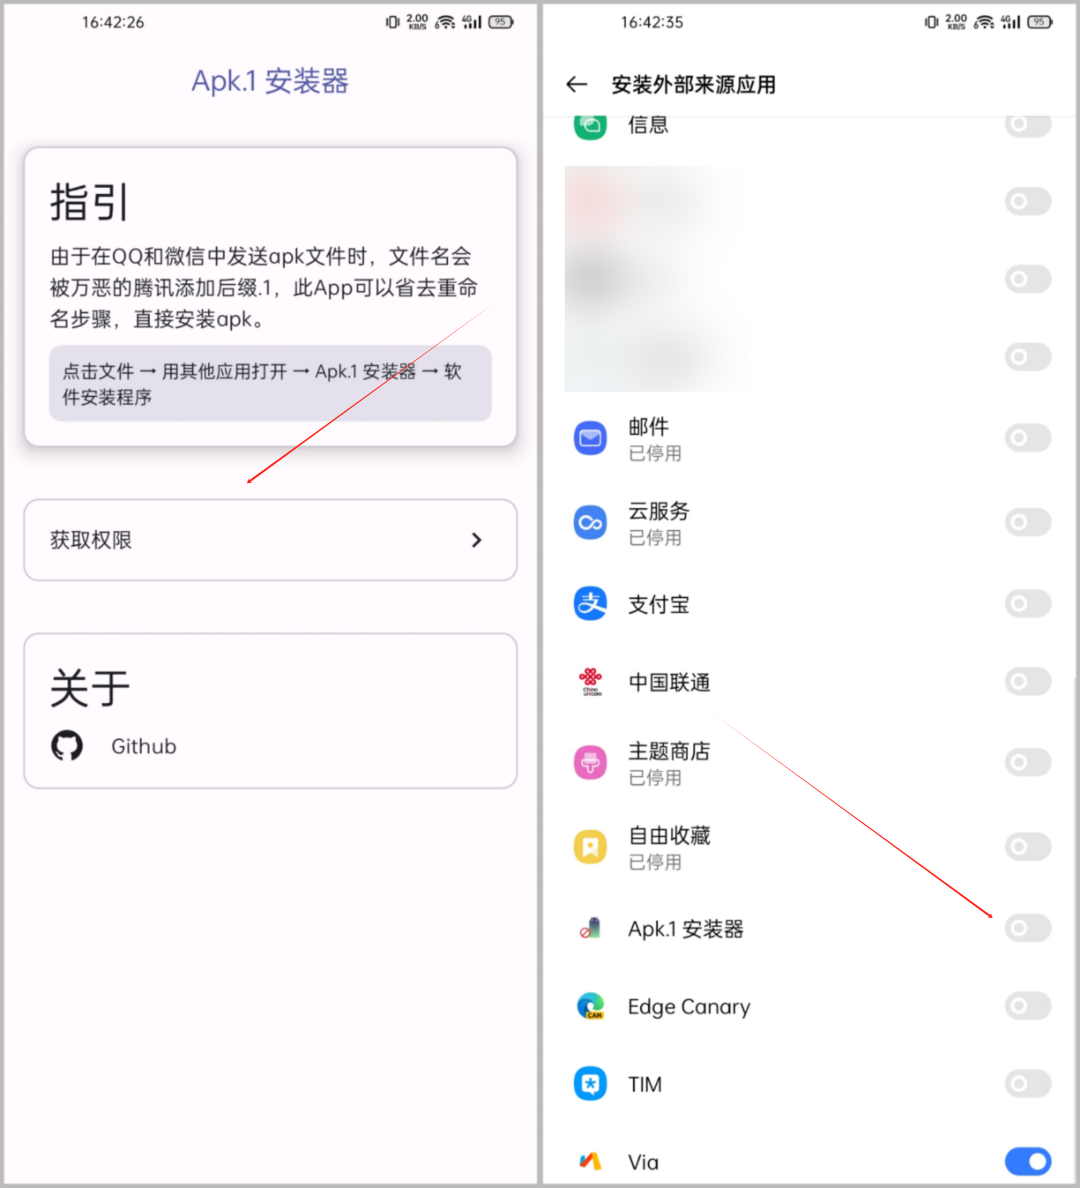 16:42:26
2.00
KB/S
4G
95
Apk.1 安装器
指引
由于在QQ和微信中发送apk文件时，文件名会
被万恶的腾讯添加后缀.1，此App可以省去重命
名步骤，直接安装apk。
点击文件 → 用其他应用打开 → Apk.1 安装器 → 软
件安装程序
获取权限
关于
Github
16:42:35
2.00
KB/S
4G
95
安装外部来源应用
信息
邮件
已停用
云服务
已停用
支付宝
China
unicom
中国联通
主题商店
已停用
自由收藏
已停用
Apk.1 安装器
CAN
Edge Canary
TIM
Via